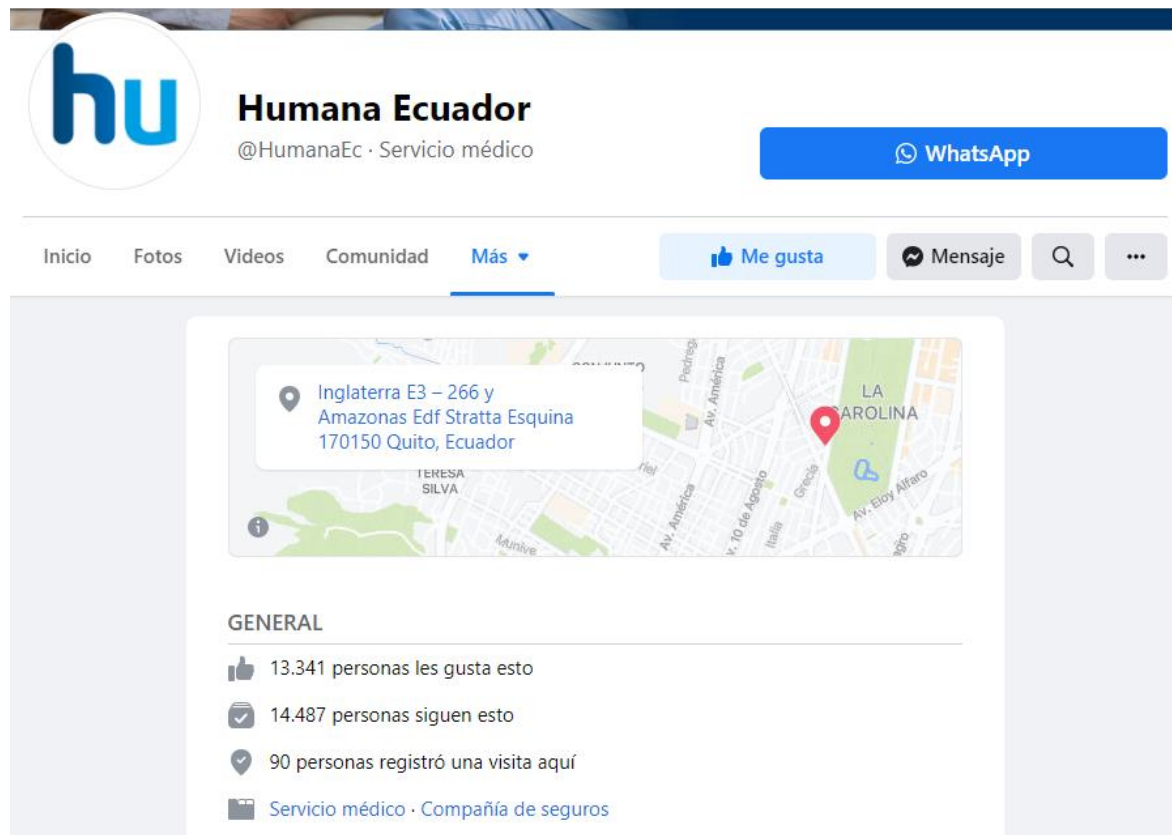 hu
Humana Ecuador
@HumanaEc · Servicio médico
WhatsApp
Inicio Fotos Videos Comunidad Más Me gusta Mensaje
Inglaterra E3 – 266 y
Amazonas Edf Stratta Esquina
170150 Quito, Ecuador
Av. América
LA
CAROLINA
TERESA
SILVA
Grecia
Av. Eloy Alfaro
Av. América
10 de Agosto
Italia
Munive
GENERAL
13.341 personas les gusta esto
14.487 personas siguen esto
90 personas registró una visita aquí
Servicio médico · Compañía de seguros